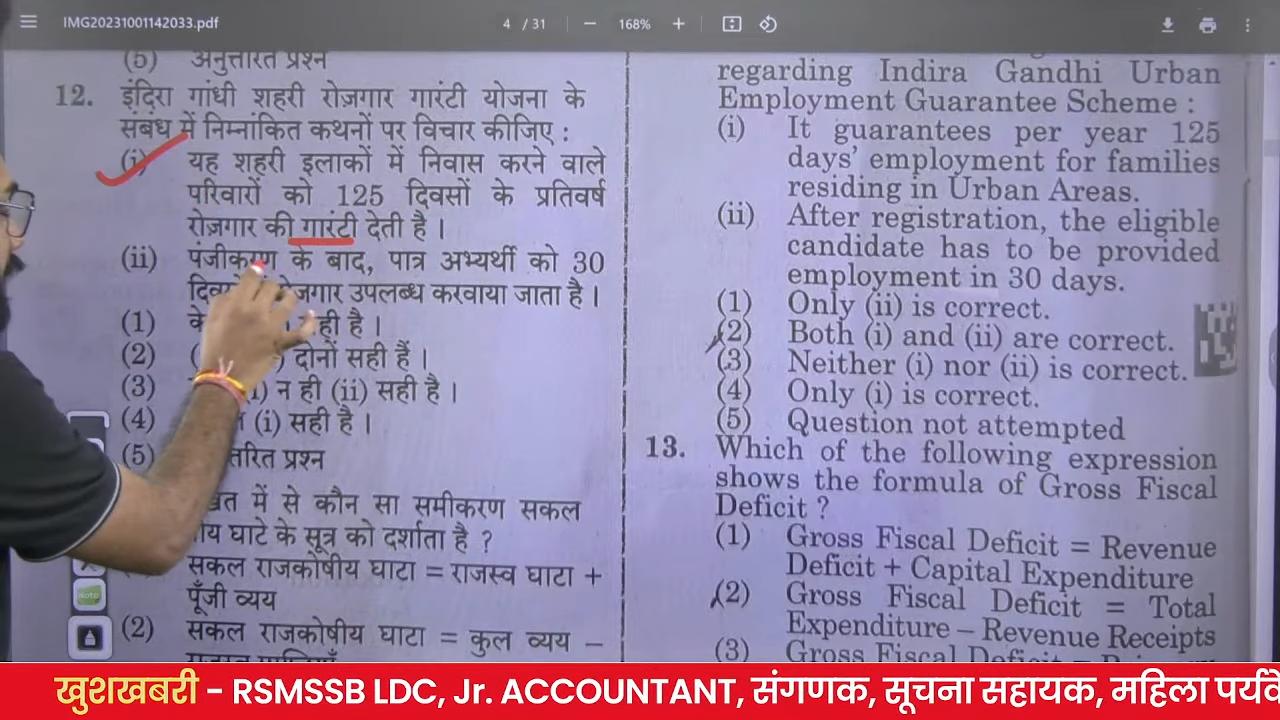 IMG20231001142033.pdf
4 / 31
168%
(5) अनुत्तरित प्रश्न
12. इंदिरा गांधी शहरी रोज़गार गारंटी योजना के
संबंध में निम्नांकित कथनों पर विचार कीजिए :
(i) यह शहरी इलाकों में निवास करने वाले
परिवारों को 125 दिवसों के प्रतिवर्ष
रोज़गार की गारंटी देती है ।
(ii) पंजीकरण के बाद, पात्र अभ्यर्थी को 30
उपलब्ध करवाया जाता है ।
(1) सही है ।
(2) दोनों सही हैं ।
(3) न ही (ii) सही है ।
(4) (i) सही है ।
(5) प्रश्न
में से कौन सा समीकरण सकल
घाटे के सूत्र को दर्शाता है ?
सकल राजकोषीय घाटा = राजस्व घाटा +
पूँजी व्यय
(2) सकल राजकोषीय घाटा = कुल व्यय –
regarding Indira Gandhi Urban
Employment Guarantee Scheme :
(i) It guarantees per year 125
days' employment for families
residing in Urban Areas.
(ii) After registration, the eligible
candidate has to be provided
employment in 30 days.
(1) Only (ii) is correct.
(2) Both (i) and (ii) are correct.
(3) Neither (i) nor (ii) is correct.
(4) Only (i) is correct.
(5) Question not attempted
13. Which of the following expression
shows the formula of Gross Fiscal
Deficit ?
(1) Gross Fiscal Deficit = Revenue
Deficit + Capital Expenditure
(2) Gross Fiscal Deficit = Total
Expenditure – Revenue Receipts
(3) Gross Fiscal Deficit =
खुशखबरी - RSMSSB LDC, Jr. ACCOUNTANT, संगणक, सूचना सहायक, महिला